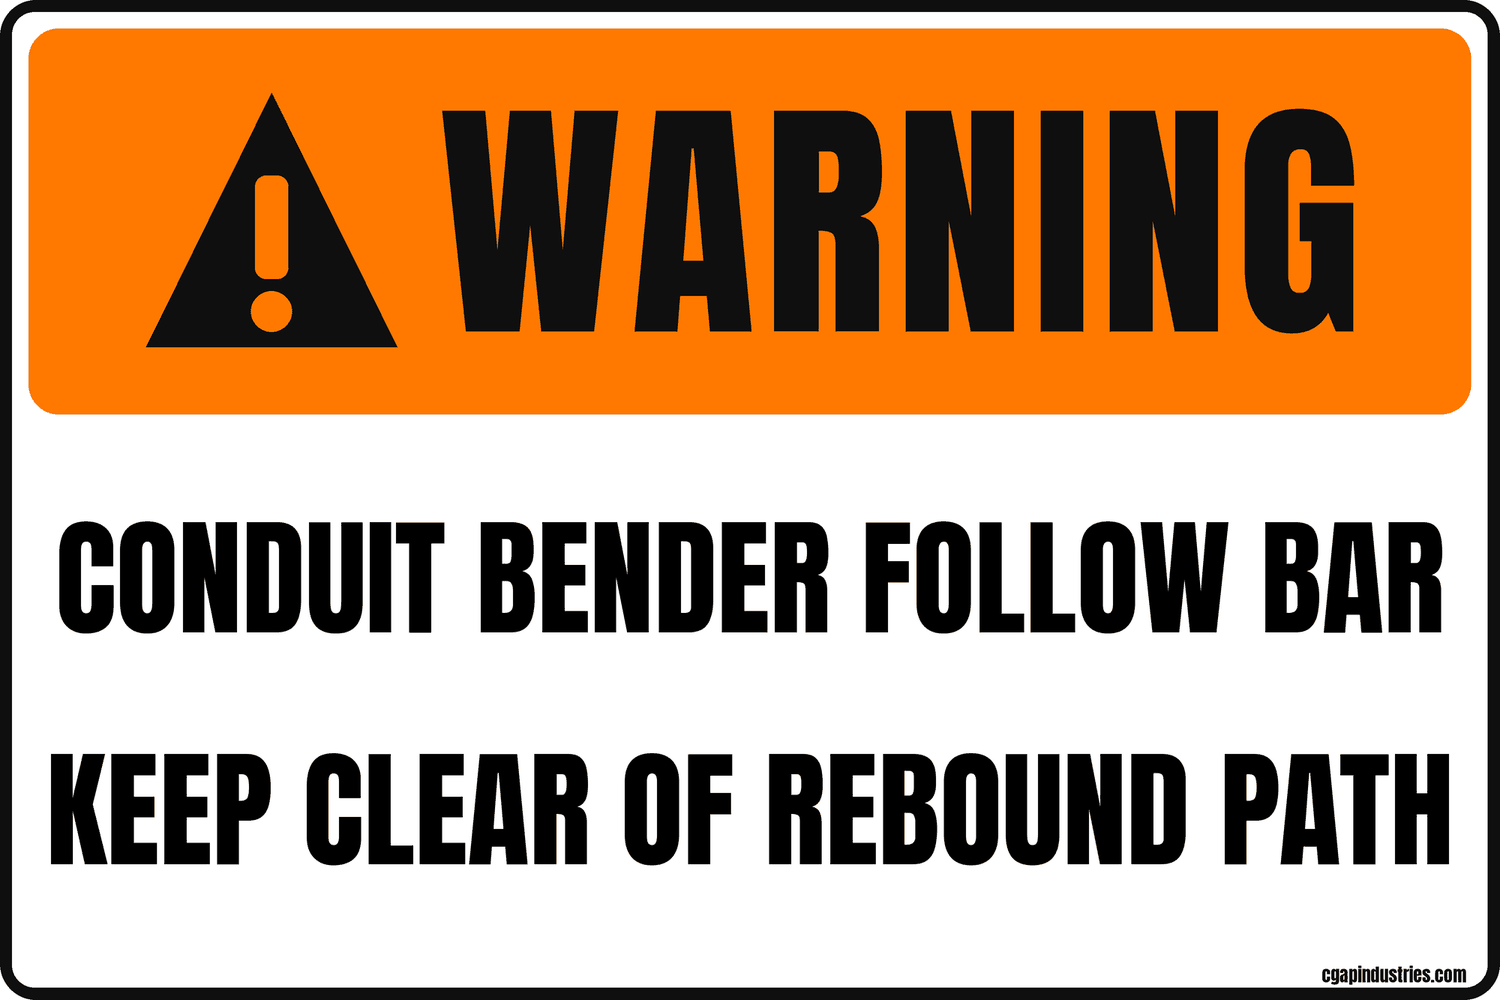 WARNING
CONDUIT BENDER FOLLOW BAR
KEEP CLEAR OF REBOUND PATH
cgapindustries.com